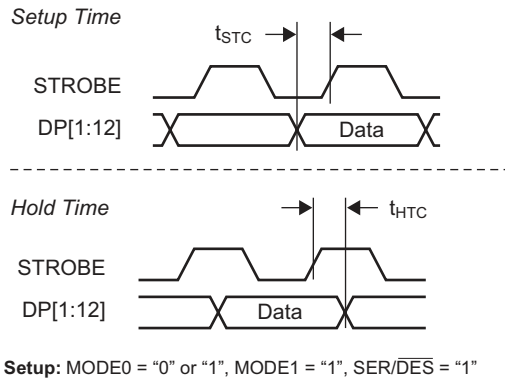 Setup Time
tSTC
STROBE
DP[1:12]
Data
Hold Time
tHTC
STROBE
DP[1:12]
Data
Setup: MODE0 = “0” or “1”, MODE1 = “1”, SER/D̅E̅S̅ = “1”